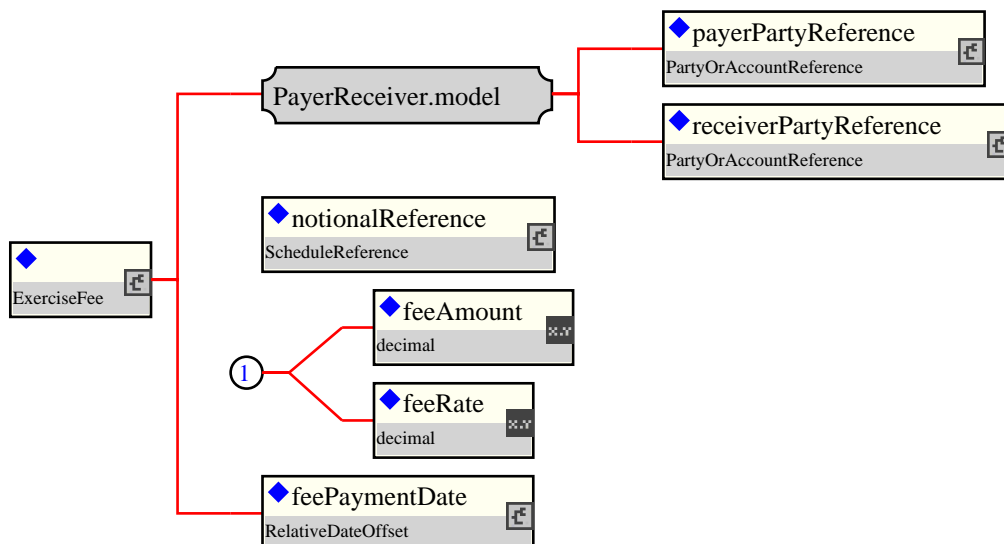 payerPartyReference
PartyOrAccountReference
PayerReceiver.model
receiverPartyReference
PartyOrAccountReference
notionalReference
ScheduleReference
ExerciseFee
feeAmount
x.Y
decimal
1
feeRate
x.Y
decimal
feePaymentDate
RelativeDateOffset